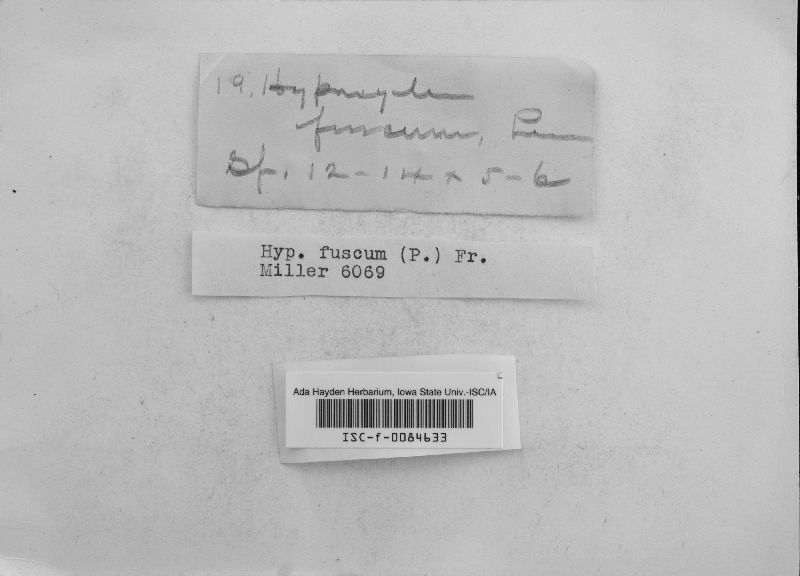 19. Hypoxylon
fuscum,
Sp. 12-14 x 5-6
Hyp. fuscum (P.) Fr.
Miller 6069
Ada Hayden Herbarium, Iowa State Univ.-ISC/IA
ISC-f-0084633